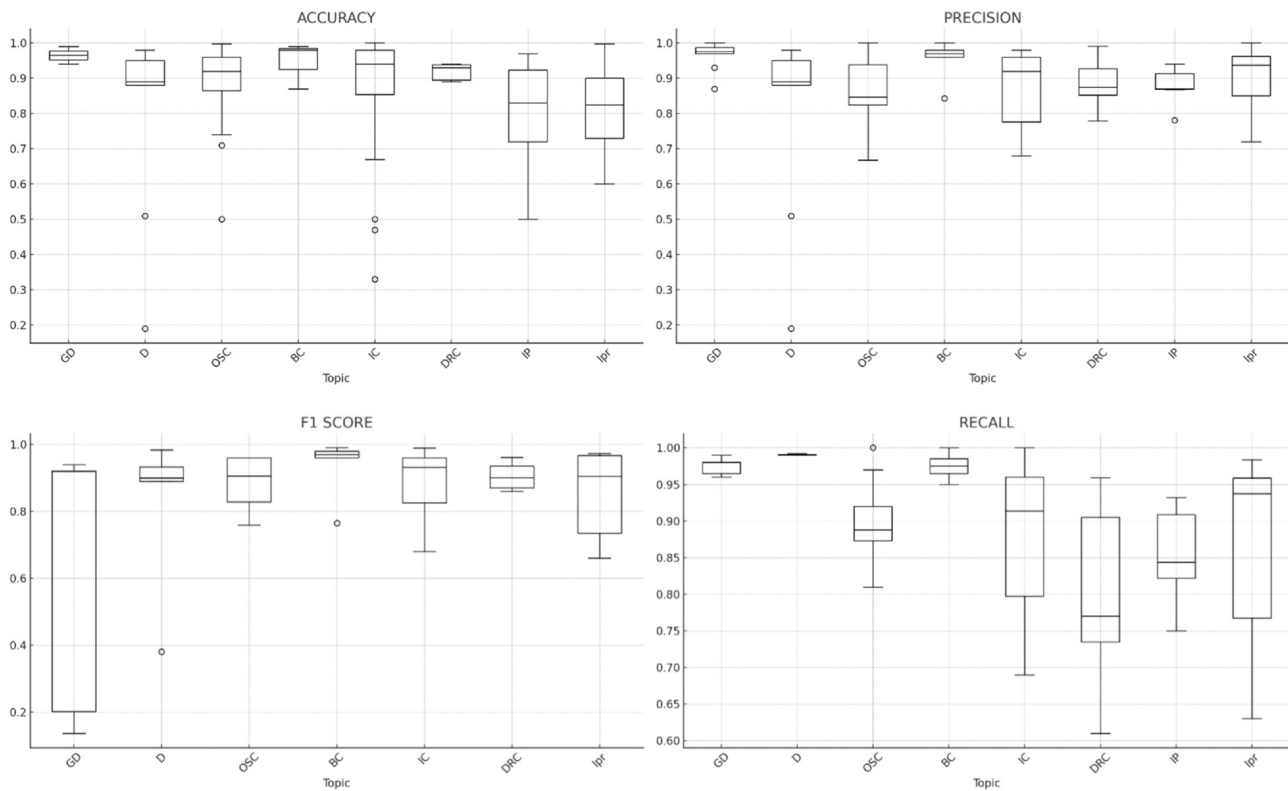 ACCURACY
1.0
0.9
0.8
0.7
0.6
0.5
0.4
0.3
0.2
GD D OSC BC IC DRC IP Ipr
Topic
PRECISION
1.0
0.9
0.8
0.7
0.6
0.5
0.4
0.3
0.2
GD D OSC BC IC DRC IP Ipr
Topic
F1 SCORE
1.0
0.8
0.6
0.4
0.2
GD D OSC BC IC DRC Ipr
Topic
RECALL
1.00
0.95
0.90
0.85
0.80
0.75
0.70
0.65
0.60
GD D OSC BC IC DRC IP Ipr
Topic